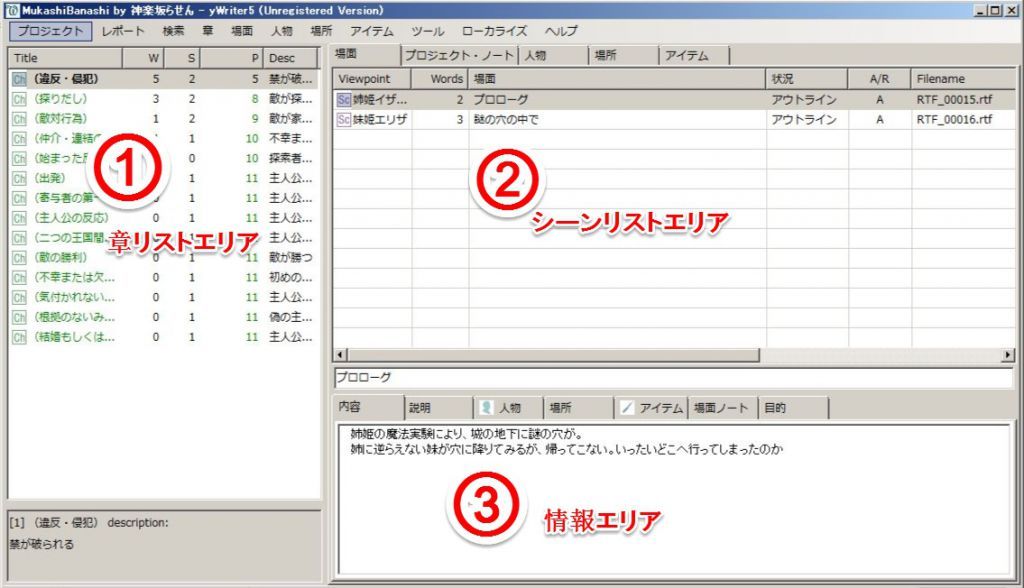 MukashiBanashi by 神楽坂らせん - yWriter5 (Unregistered Version)
プロジェクト レポート 検索 章 場面 人物 場所 アイテム ツール ローカライズ ヘルプ
Title W S P Desc
Ch (違反・侵犯) 5 2 5 禁が破...
Ch (探りだし) 3 2 8 敵が探...
Ch (敵対行為) 1 2 9 敵が家...
Ch (仲介・連結の 1 10 不幸ま...
Ch (始まった 0 10 探索者...
Ch (出発) 1 11 主人公...
Ch (寄与者の第一 1 11 主人公...
Ch (主人公の反応) 0 1 11 主人公...
Ch (二つの王国間 1 11 主人公...
Ch (敵の勝利) 0 1 11 敵が勝つ
Ch (不幸または欠... 0 1 11 初めの...
Ch (気付かれない... 0 1 11 主人公...
Ch (根拠のないみ... 0 1 11 偽の主...
Ch (結婚もしくは... 0 1 11 主人公...
① 章リストエリア
[1] (違反・侵犯) description:
禁が破られる
場面 プロジェクト・ノート 人物 場所 アイテム
Viewpoint Words 場面 状況 A/R Filename
Sc 姉姫イザ... 2 プロローグ アウトライン A RTF_00015.rtf
Sc 妹姫エリザ 3 謎の穴の中で アウトライン A RTF_00016.rtf
② シーンリストエリア
プロローグ
内容 説明 人物 場所 アイテム 場面ノート 目的
姉姫の魔法実験により、城の地下に謎の穴が。
姉に逆らえない妹が穴に降りてみるが、帰ってこない。いったいどこへ行ってしまったのか
③ 情報エリア